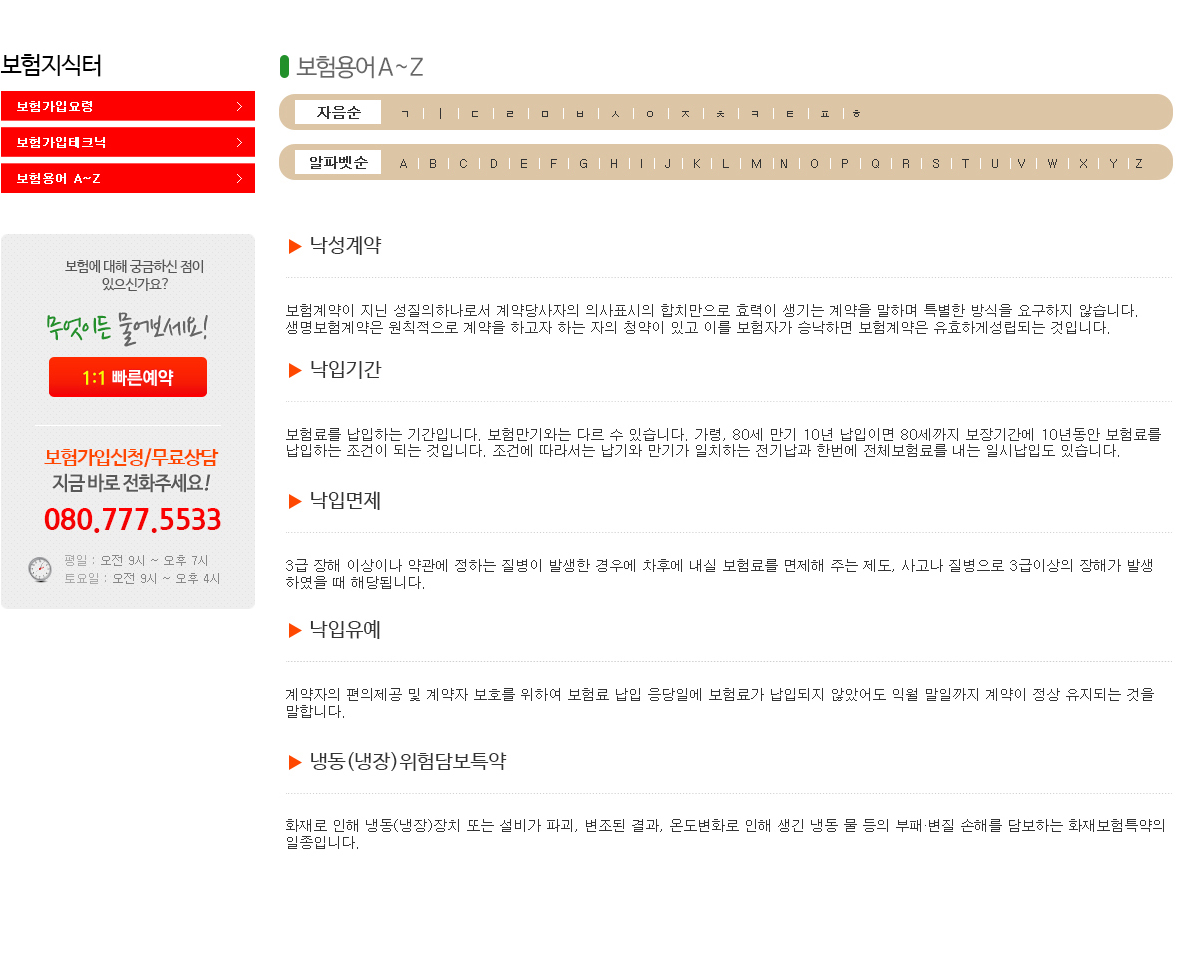 보험지식터
보험가입요령
보험가입테크닉
보험용어 A~Z
보험에 대해 궁금하신 점이
있으신가요?
무엇이든 물어보세요!
1:1 빠른예약
보험가입신청/무료상담
지금 바로 전화주세요!
080.777.5533
평일 : 오전 9시 ~ 오후 7시
토요일 : 오전 9시 ~ 오후 4시
보험용어 A~Z
자음순 ㄱ | ㄷ ㄹ ㅁ ㅂ ㅅ ㅇ ㅈ ㅊ ㅋ ㅌ ㅍ ㅎ
알파벳순 A B C D E F G H I J K L M N O P Q R S T U V W X Y Z
낙성계약
보험계약이 지닌 성질의하나로서 계약당사자의 의사표시의 합치만으로 효력이 생기는 계약을 말하며 특별한 방식을 요구하지 않습니다.
생명보험계약은 원칙적으로 계약을 하고자 하는 자의 청약이 있고 이를 보험자가 승낙하면 보험계약은 유효하게성립되는 것입니다.
낙입기간
보험료를 납입하는 기간입니다. 보험만기와는 다르 수 있습니다. 가령, 80세 만기 10년 납입이면 80세까지 보장기간에 10년동안 보험료를
납입하는 조건이 되는 것입니다. 조건에 따라서는 납기와 만기가 일치하는 전기납과 한번에 전체보험료를 내는 일시납입도 있습니다.
낙입면제
3급 장해 이상이나 약관에 정하는 질병이 발생한 경우에 차후에 내실 보험료를 면제해 주는 제도, 사고나 질병으로 3급이상의 장해가 발생
하였을 때 해당됩니다.
낙입유예
계약자의 편의제공 및 계약자 보호를 위하여 보험료 납입 응당일에 보험료가 납입되지 않았어도 익월 말일까지 계약이 정상 유지되는 것을
말합니다.
냉동(냉장)위험담보특약
화재로 인해 냉동(냉장)장치 또는 설비가 파괴, 변조된 결과, 온도변화로 인해 생긴 냉동 물 등의 부패·변질 손해를 담보하는 화재보험특약의
일종입니다.